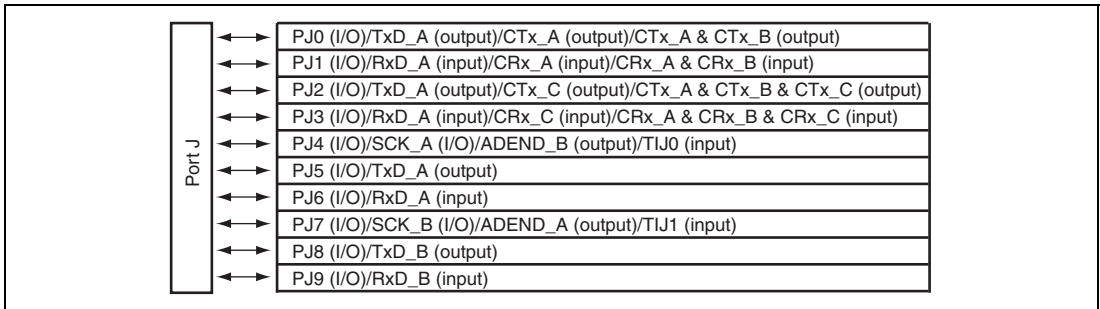 Port J
PJ0 (I/O)/TxD_A (output)/CTx_A (output)/CTx_A & CTx_B (output)
PJ1 (I/O)/RxD_A (input)/CRx_A (input)/CRx_A & CRx_B (input)
PJ2 (I/O)/TxD_A (output)/CTx_C (output)/CTx_A & CTx_B & CTx_C (output)
PJ3 (I/O)/RxD_A (input)/CRx_C (input)/CRx_A & CRx_B & CRx_C (input)
PJ4 (I/O)/SCK_A (I/O)/ADEND_B (output)/TIJ0 (input)
PJ5 (I/O)/TxD_A (output)
PJ6 (I/O)/RxD_A (input)
PJ7 (I/O)/SCK_B (I/O)/ADEND_A (output)/TIJ1 (input)
PJ8 (I/O)/TxD_B (output)
PJ9 (I/O)/RxD_B (input)